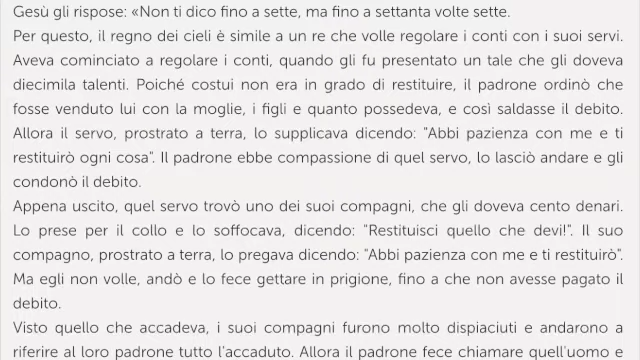 Gesù gli rispose: «Non ti dico fino a sette, ma fino a settanta volte sette.
Per questo, il regno dei cieli è simile a un re che volle regolare i conti con i suoi servi.
Aveva cominciato a regolare i conti, quando gli fu presentato un tale che gli doveva
diecimila talenti. Poiché costui non era in grado di restituire, il padrone ordinò che
fosse venduto lui con la moglie, i figli e quanto possedeva, e così saldasse il debito.
Allora il servo, prostrato a terra, lo supplicava dicendo: "Abbi pazienza con me e ti
restituirò ogni cosa". Il padrone ebbe compassione di quel servo, lo lasciò andare e gli
condonò il debito.
Appena uscito, quel servo trovò uno dei suoi compagni, che gli doveva cento denari.
Lo prese per il collo e lo soffocava, dicendo: "Restituisci quello che devi!". Il suo
compagno, prostrato a terra, lo pregava dicendo: "Abbi pazienza con me e ti restituirò".
Ma egli non volle, andò e lo fece gettare in prigione, fino a che non avesse pagato il
debito.
Visto quello che accadeva, i suoi compagni furono molto dispiaciuti e andarono a
riferire al loro padrone tutto l'accaduto. Allora il padrone fece chiamare quell'uomo e